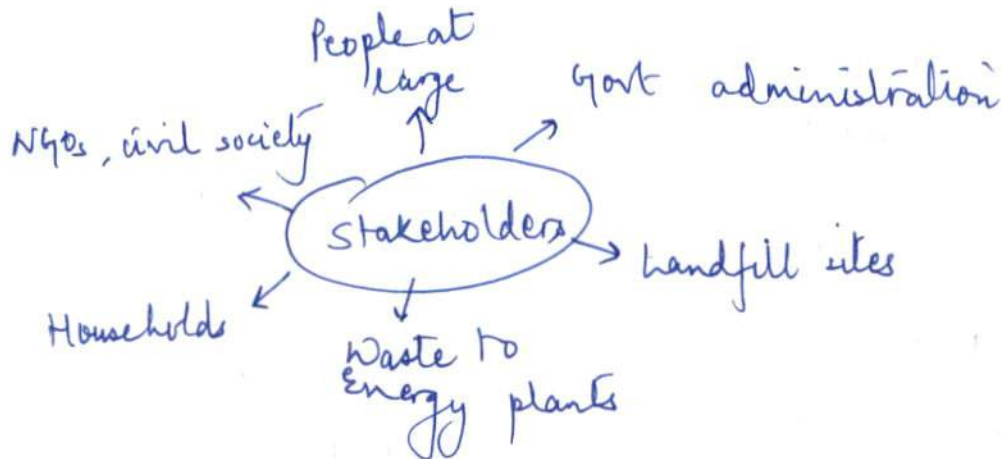 People at
large
Govt administration
NGOs, civil society
Stakeholders
Landfill sites
Households
Waste to
Energy plants